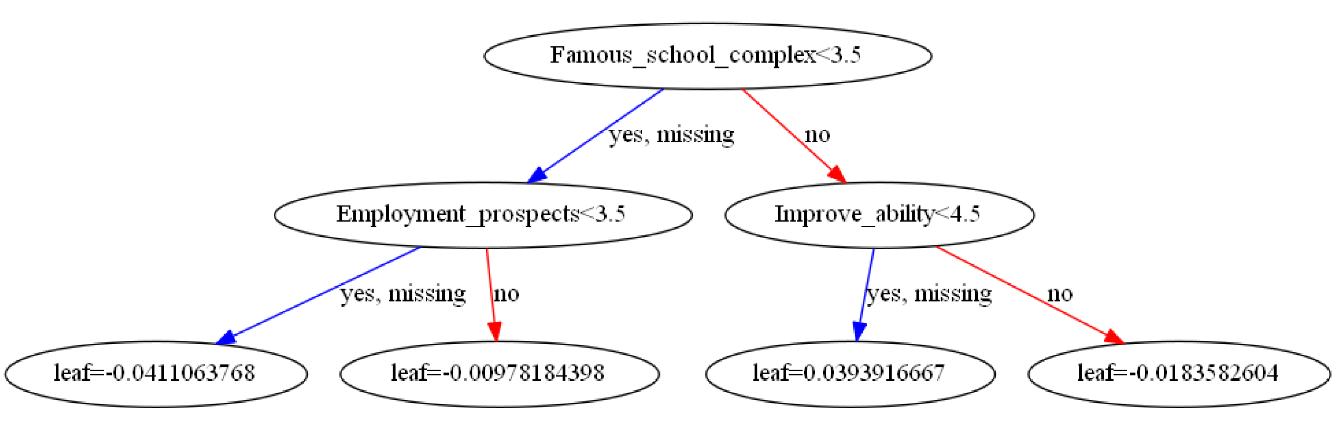 Famous_school_complex<3.5
yes, missing
no
Employment_prospects<3.5
Improve_ability<4.5
yes, missing
no
yes, missing
no
leaf=-0.0411063768
leaf=-0.00978184398
leaf=0.0393916667
leaf=-0.0183582604